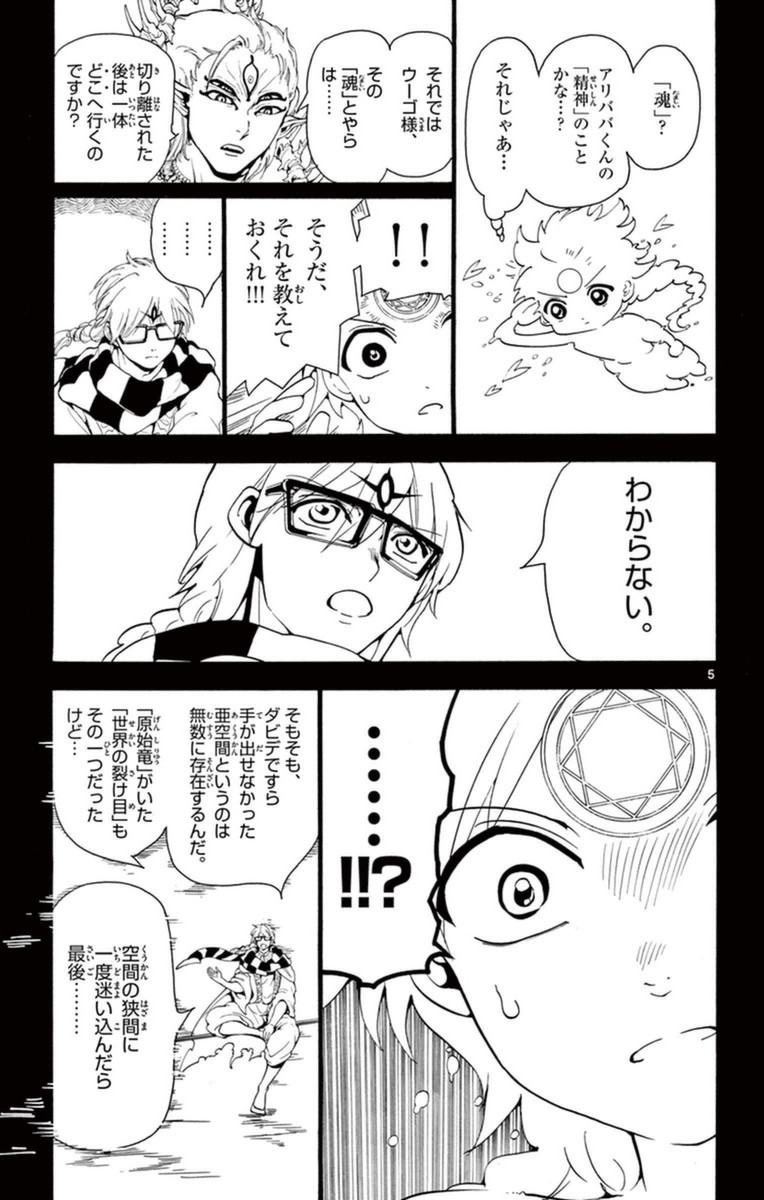 「魂」?
アリババくんの
「精神」のこと
かな…?
それじゃあ…
それでは
ウーゴ様、
その
「魂」とやら
は……
切り離された
後は一体
どこへ行くの
ですか?
!!
そうだ、
それを教えて
おくれ!!!
………
………
わからない。
5
……!!?
そもそも、
ダビデですら
手が出せなかった
亜空間というのは
無数に存在するんだ。
「原始竜」がいた
「世界の裂け目」も
その一つだった
けど…
空間の狭間に
一度迷い込んだら
最後………